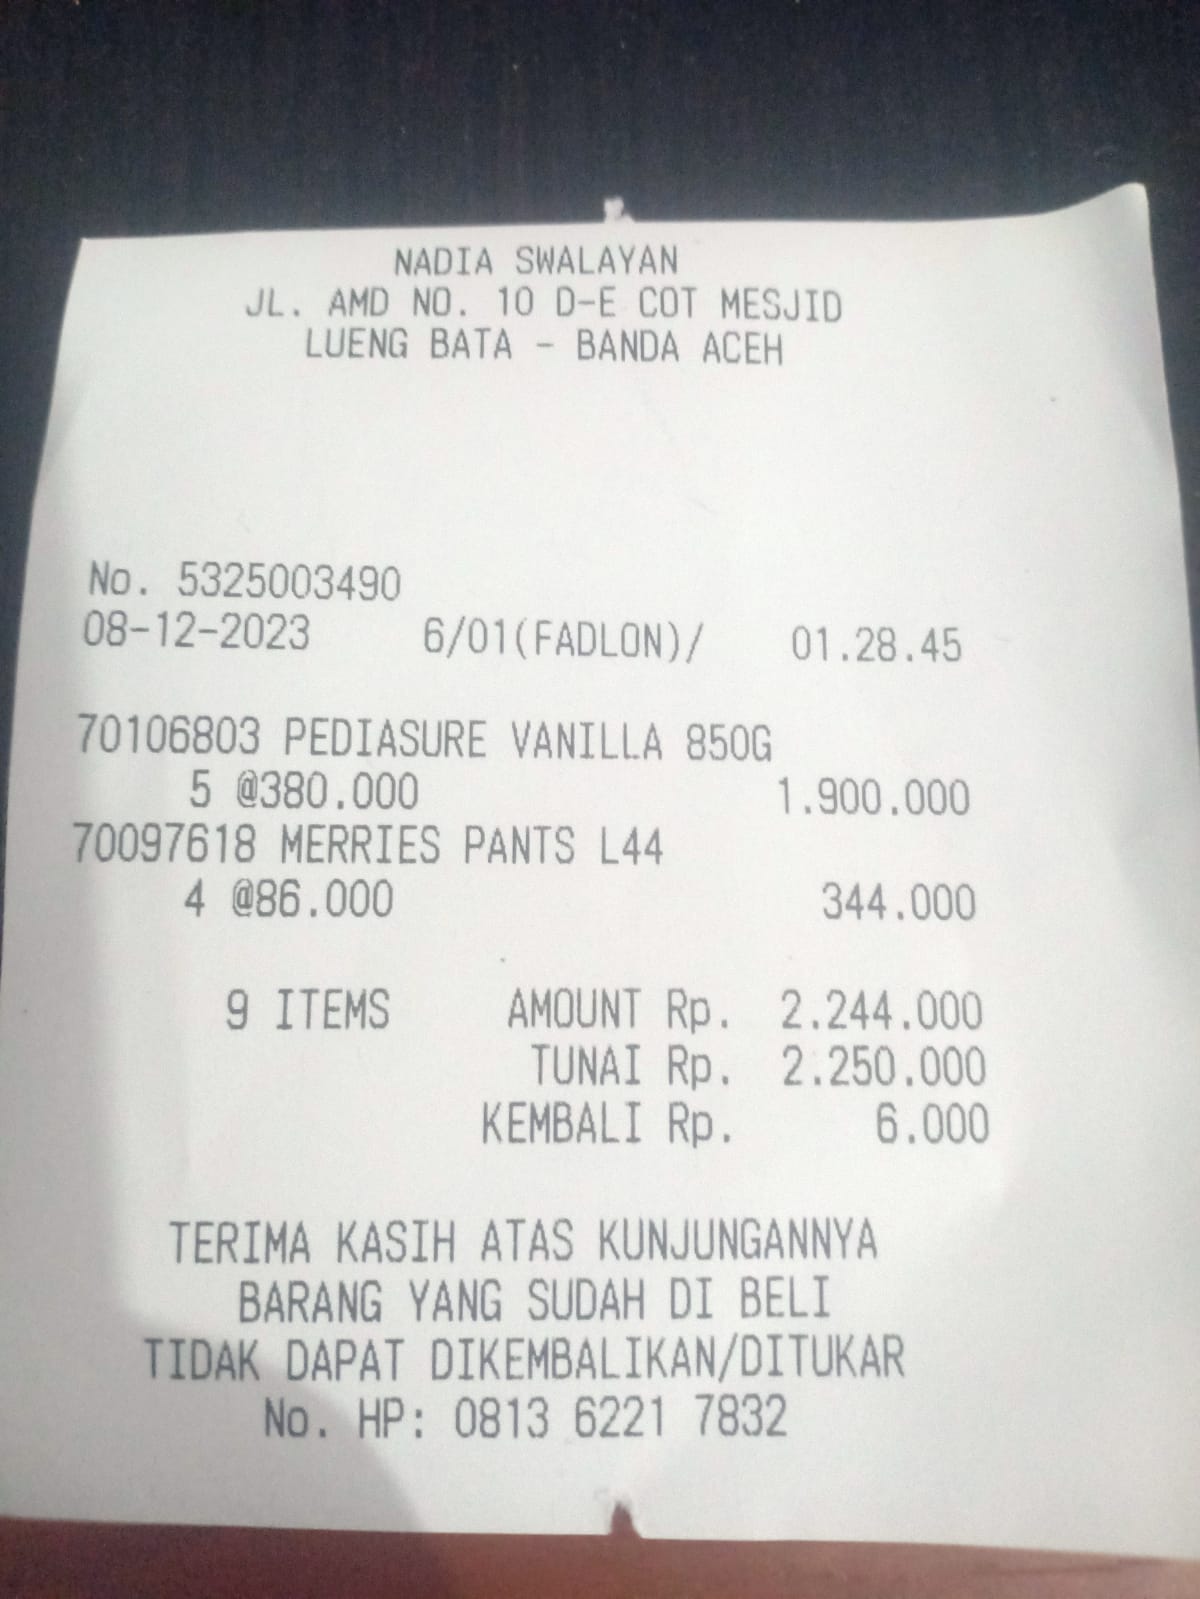 NADIA SWALAYAN
JL. AMD NO. 10 D-E COT MESJID
LUENG BATA - BANDA ACEH
No. 5325003490
08-12-2023 6/01(FADLON)/ 01.28.45
70106803 PEDIASURE VANILLA 850G
5 @380.000 1.900.000
70097618 MERRIES PANTS L44
4 @86.000 344.000
9 ITEMS AMOUNT Rp. 2.244.000
TUNAI Rp. 2.250.000
KEMBALI Rp. 6.000
TERIMA KASIH ATAS KUNJUNGANNYA
BARANG YANG SUDAH DI BELI
TIDAK DAPAT DIKEMBALIKAN/DITUKAR
No. HP: 0813 6221 7832